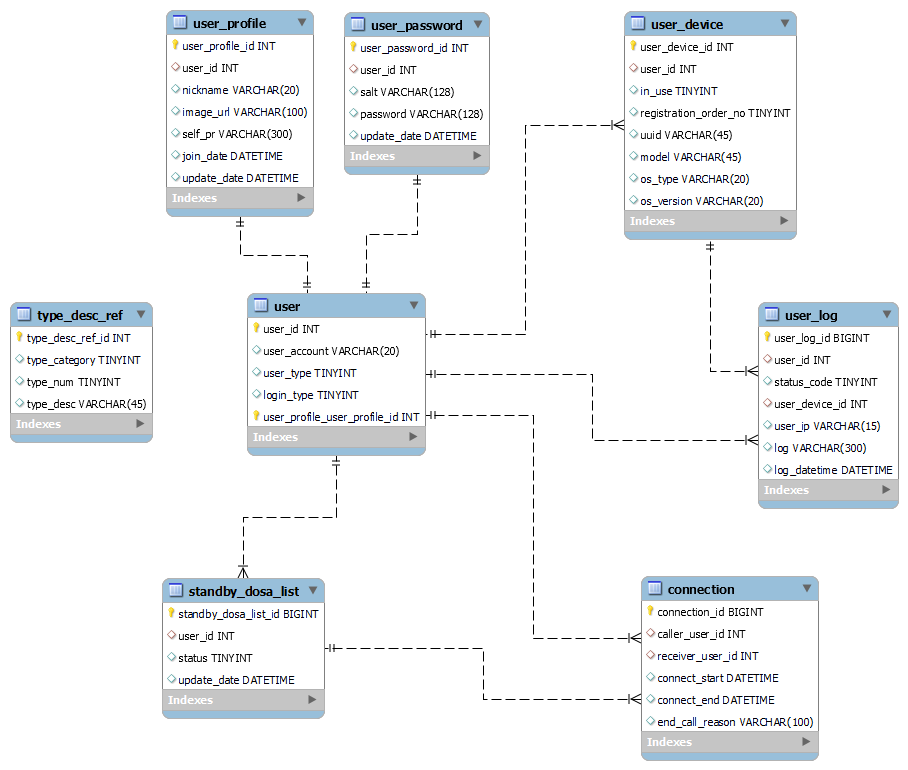 user_profile
user_profile_id INT
user_id INT
nickname VARCHAR(20)
image_url VARCHAR(100)
self_pr VARCHAR(300)
join_date DATETIME
update_date DATETIME
Indexes
user_password
user_password_id INT
user_id INT
salt VARCHAR(128)
password VARCHAR(128)
update_date DATETIME
Indexes
user_device
user_device_id INT
user_id INT
in_use TINYINT
registration_order_no TINYINT
uuid VARCHAR(45)
model VARCHAR(45)
os_type VARCHAR(20)
os_version VARCHAR(20)
Indexes
type_desc_ref
type_desc_ref_id INT
type_category TINYINT
type_num TINYINT
type_desc VARCHAR(45)
Indexes
user
user_id INT
user_account VARCHAR(20)
user_type TINYINT
login_type TINYINT
user_profile_user_profile_id INT
Indexes
user_log
user_log_id BIGINT
user_id INT
status_code TINYINT
user_device_id INT
user_ip VARCHAR(15)
log VARCHAR(300)
log_datetime DATETIME
Indexes
standby_dosa_list
standby_dosa_list_id BIGINT
user_id INT
status TINYINT
update_date DATETIME
Indexes
connection
connection_id BIGINT
caller_user_id INT
receiver_user_id INT
connect_start DATETIME
connect_end DATETIME
end_call_reason VARCHAR(100)
Indexes